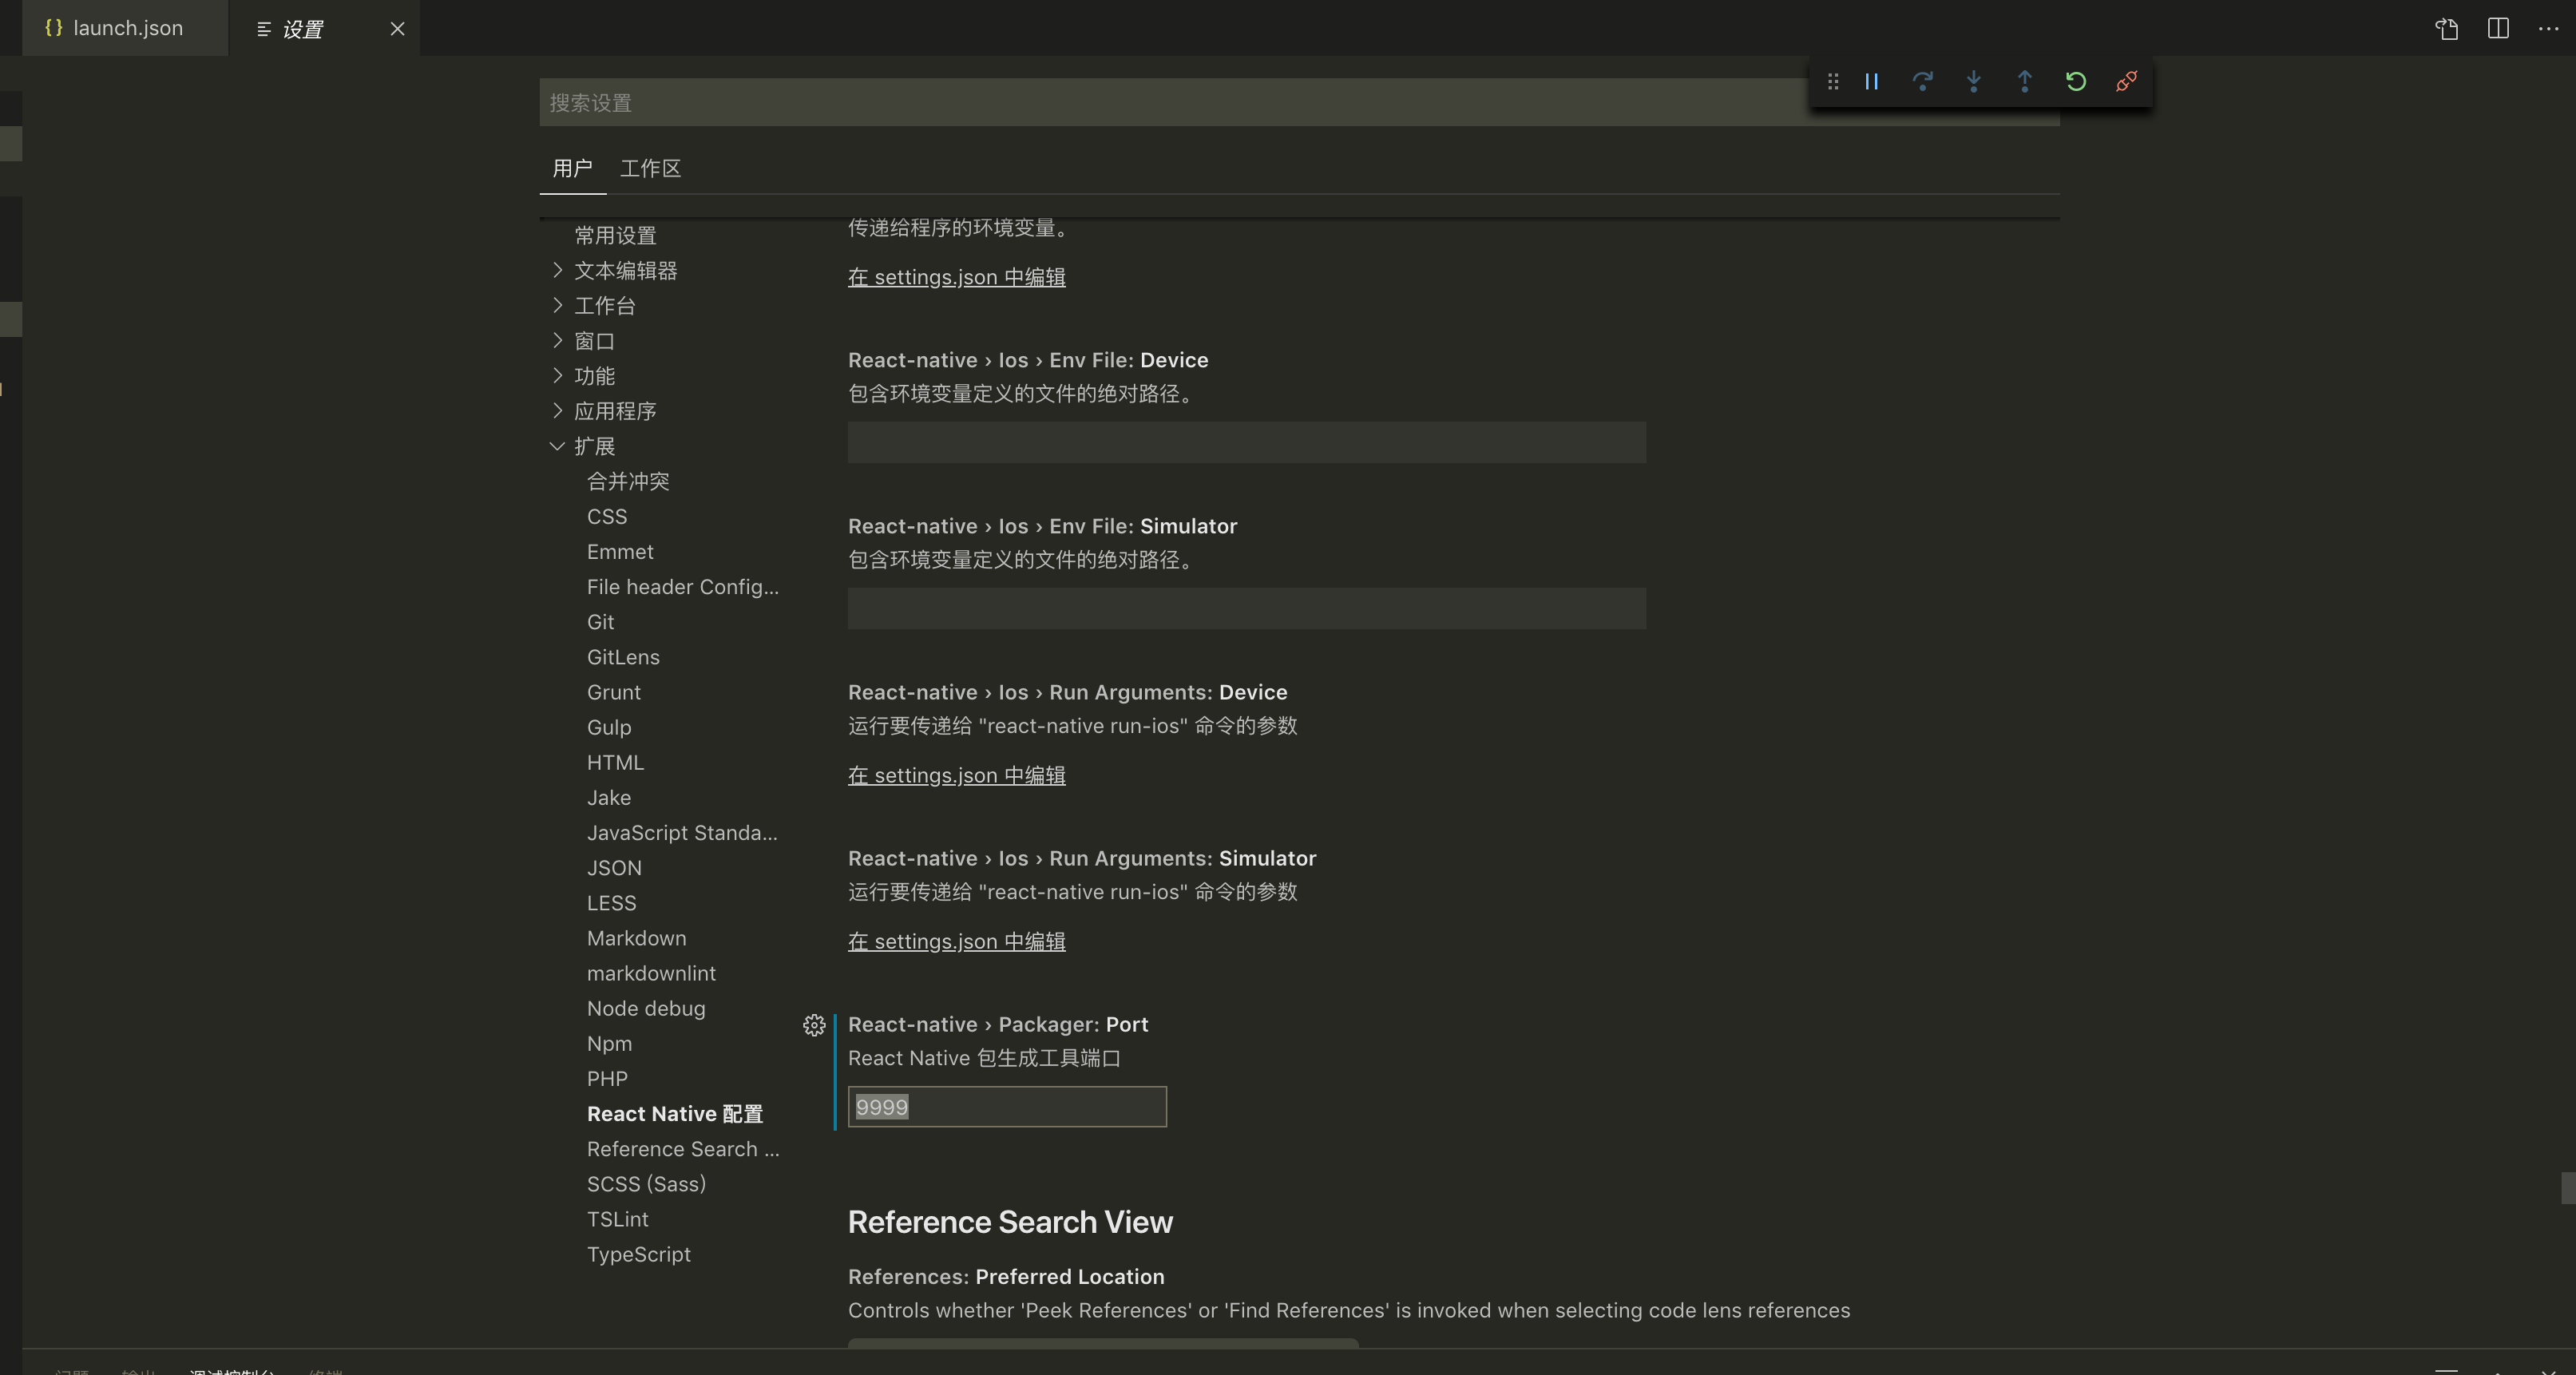 launch.json
设置
搜索设置
用户
工作区
常用设置
文本编辑器
工作台
窗口
功能
应用程序
扩展
合并冲突
CSS
Emmet
File header Config...
Git
GitLens
Grunt
Gulp
HTML
Jake
JavaScript Standa...
JSON
LESS
Markdown
markdownlint
Node debug
Npm
PHP
React Native 配置
Reference Search ...
SCSS (Sass)
TSLint
TypeScript
传递给程序的环境变量。
在 settings.json 中编辑
React-native › Ios › Env File: Device
包含环境变量定义的文件的绝对路径。
React-native › Ios › Env File: Simulator
包含环境变量定义的文件的绝对路径。
React-native › Ios › Run Arguments: Device
运行要传递给 "react-native run-ios" 命令的参数
在 settings.json 中编辑
React-native › Ios › Run Arguments: Simulator
运行要传递给 "react-native run-ios" 命令的参数
在 settings.json 中编辑
React-native › Packager: Port
React Native 包生成工具端口
9999
Reference Search View
References: Preferred Location
Controls whether 'Peek References' or 'Find References' is invoked when selecting code lens references